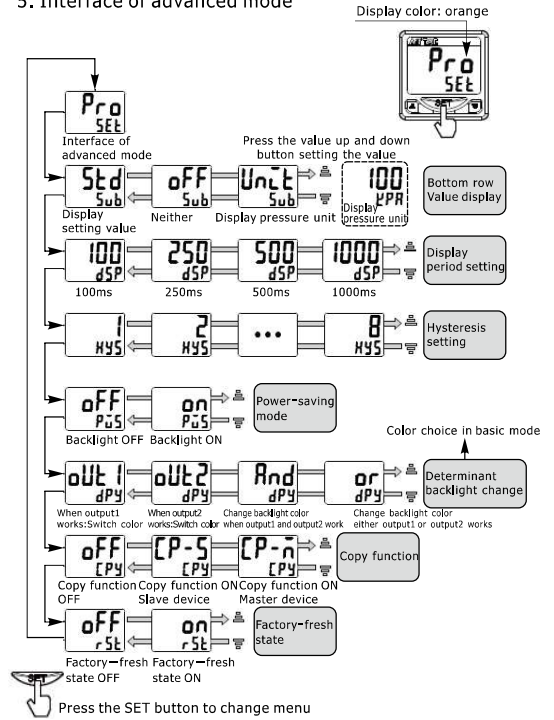 5. Interface of advanced mode
Display color: orange
Pro
SEt
SET
Pro
SEt
Interface of
advanced mode
Press the value up and down
button setting the value
Std
Sub
Display
setting value
oFF
Sub
Neither
Unit
Sub
Display pressure unit
100
KPA
Display
pressure unit
Bottom row
Value display
100
dSP
100ms
250
dSP
250ms
500
dSP
500ms
1000
dSP
1000ms
Display
period setting
1
HYS
2
HYS
...
8
HYS
Hysteresis
setting
oFF
PwS
Backlight OFF
on
PwS
Backlight ON
Power-saving
mode
Color choice in basic mode
oUt1
dPy
When output1
works:Switch color
oUt2
dPy
When output2
works:Switch color
And
dPy
Change backlight color
when output1 and output2 work
or
dPy
Change backlight color
either output1 or output2 works
Determinant
backlight change
oFF
CPY
Copy function
OFF
CP-S
CPY
Copy function ON
Slave device
CP-m
CPY
Copy function ON
Master device
Copy function
oFF
rSt
Factory-fresh
state OFF
on
rSt
Factory-fresh
state ON
Factory-fresh
state
SET
Press the SET button to change menu